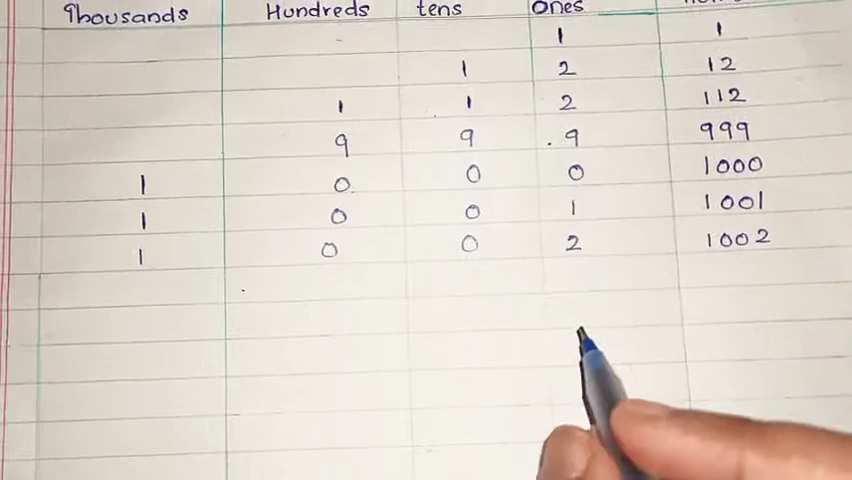 Thousands Hundreds tens Ones
1 1
1 2 12
1 1 2 112
9 9 9 999
1 0 0 0 1000
1 0 0 1 1001
1 0 0 2 1002